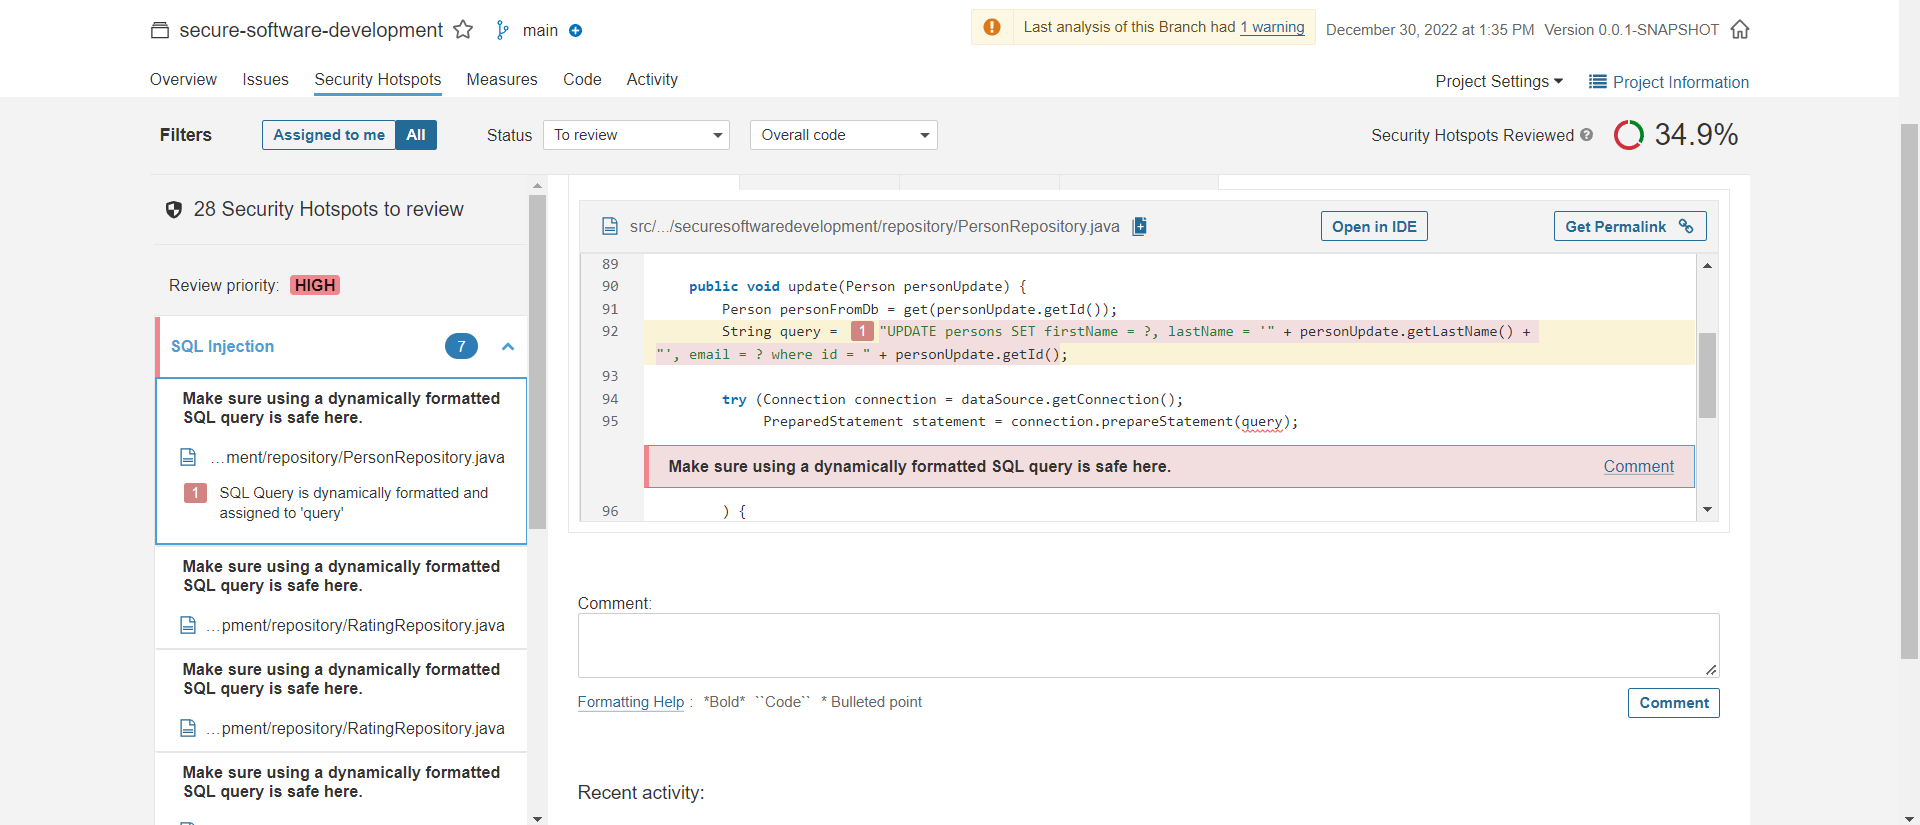 secure-software-development main
Last analysis of this Branch had 1 warning
December 30, 2022 at 1:35 PM Version 0.0.1-SNAPSHOT
Overview Issues Security Hotspots Measures Code Activity
Project Settings Project Information
Filters Assigned to me All Status To review Overall code
Security Hotspots Reviewed ? 34.9%
28 Security Hotspots to review
Review priority: HIGH
SQL Injection 7
Make sure using a dynamically formatted
SQL query is safe here.
...ment/repository/PersonRepository.java
1 SQL Query is dynamically formatted and
assigned to 'query'
Make sure using a dynamically formatted
SQL query is safe here.
...pment/repository/RatingRepository.java
Make sure using a dynamically formatted
SQL query is safe here.
...pment/repository/RatingRepository.java
Make sure using a dynamically formatted
SQL query is safe here.
src/.../securesoftwaredevelopment/repository/PersonRepository.java
Open in IDE
Get Permalink
89
90 public void update(Person personUpdate) {
91 Person personFromDb = get(personUpdate.getId());
92 String query = 1 "UPDATE persons SET firstName = ?, lastName = '" + personUpdate.getLastName() +
"', email = ? where id = " + personUpdate.getId();
93
94 try (Connection connection = dataSource.getConnection();
95 PreparedStatement statement = connection.prepareStatement(query);
Make sure using a dynamically formatted SQL query is safe here. Comment
96 ) {
Comment:
Formatting Help : *Bold* ``Code`` * Bulleted point
Comment
Recent activity: